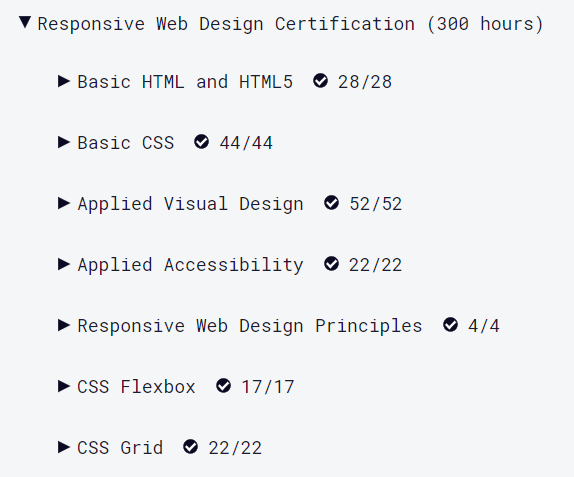 Responsive Web Design Certification (300 hours)
Basic HTML and HTML5 28/28
Basic CSS 44/44
Applied Visual Design 52/52
Applied Accessibility 22/22
Responsive Web Design Principles 4/4
CSS Flexbox 17/17
CSS Grid 22/22